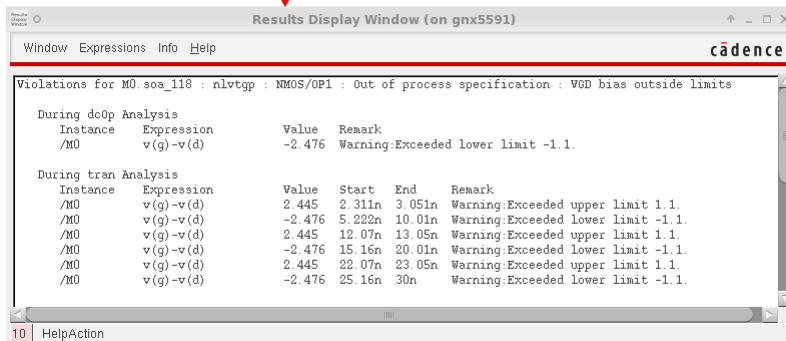 Results Display Window
Results Display Window (on gnx5591)
Window Expressions Info Help
cādence
Violations for M0.soa_118 : nlvtgp : NMOS/OP1 : Out of process specification : VGD bias outside limits
During dcOp Analysis
Instance Expression Value Remark
/M0 v(g)-v(d) -2.476 Warning:Exceeded lower limit -1.1.
During tran Analysis
Instance Expression Value Start End Remark
/M0 v(g)-v(d) 2.445 2.311n 3.051n Warning:Exceeded upper limit 1.1.
/M0 v(g)-v(d) -2.476 5.222n 10.01n Warning:Exceeded lower limit -1.1.
/M0 v(g)-v(d) 2.445 12.07n 13.05n Warning:Exceeded upper limit 1.1.
/M0 v(g)-v(d) -2.476 15.16n 20.01n Warning:Exceeded lower limit -1.1.
/M0 v(g)-v(d) 2.445 22.07n 23.05n Warning:Exceeded upper limit 1.1.
/M0 v(g)-v(d) -2.476 25.16n 30n Warning:Exceeded lower limit -1.1.
10 HelpAction